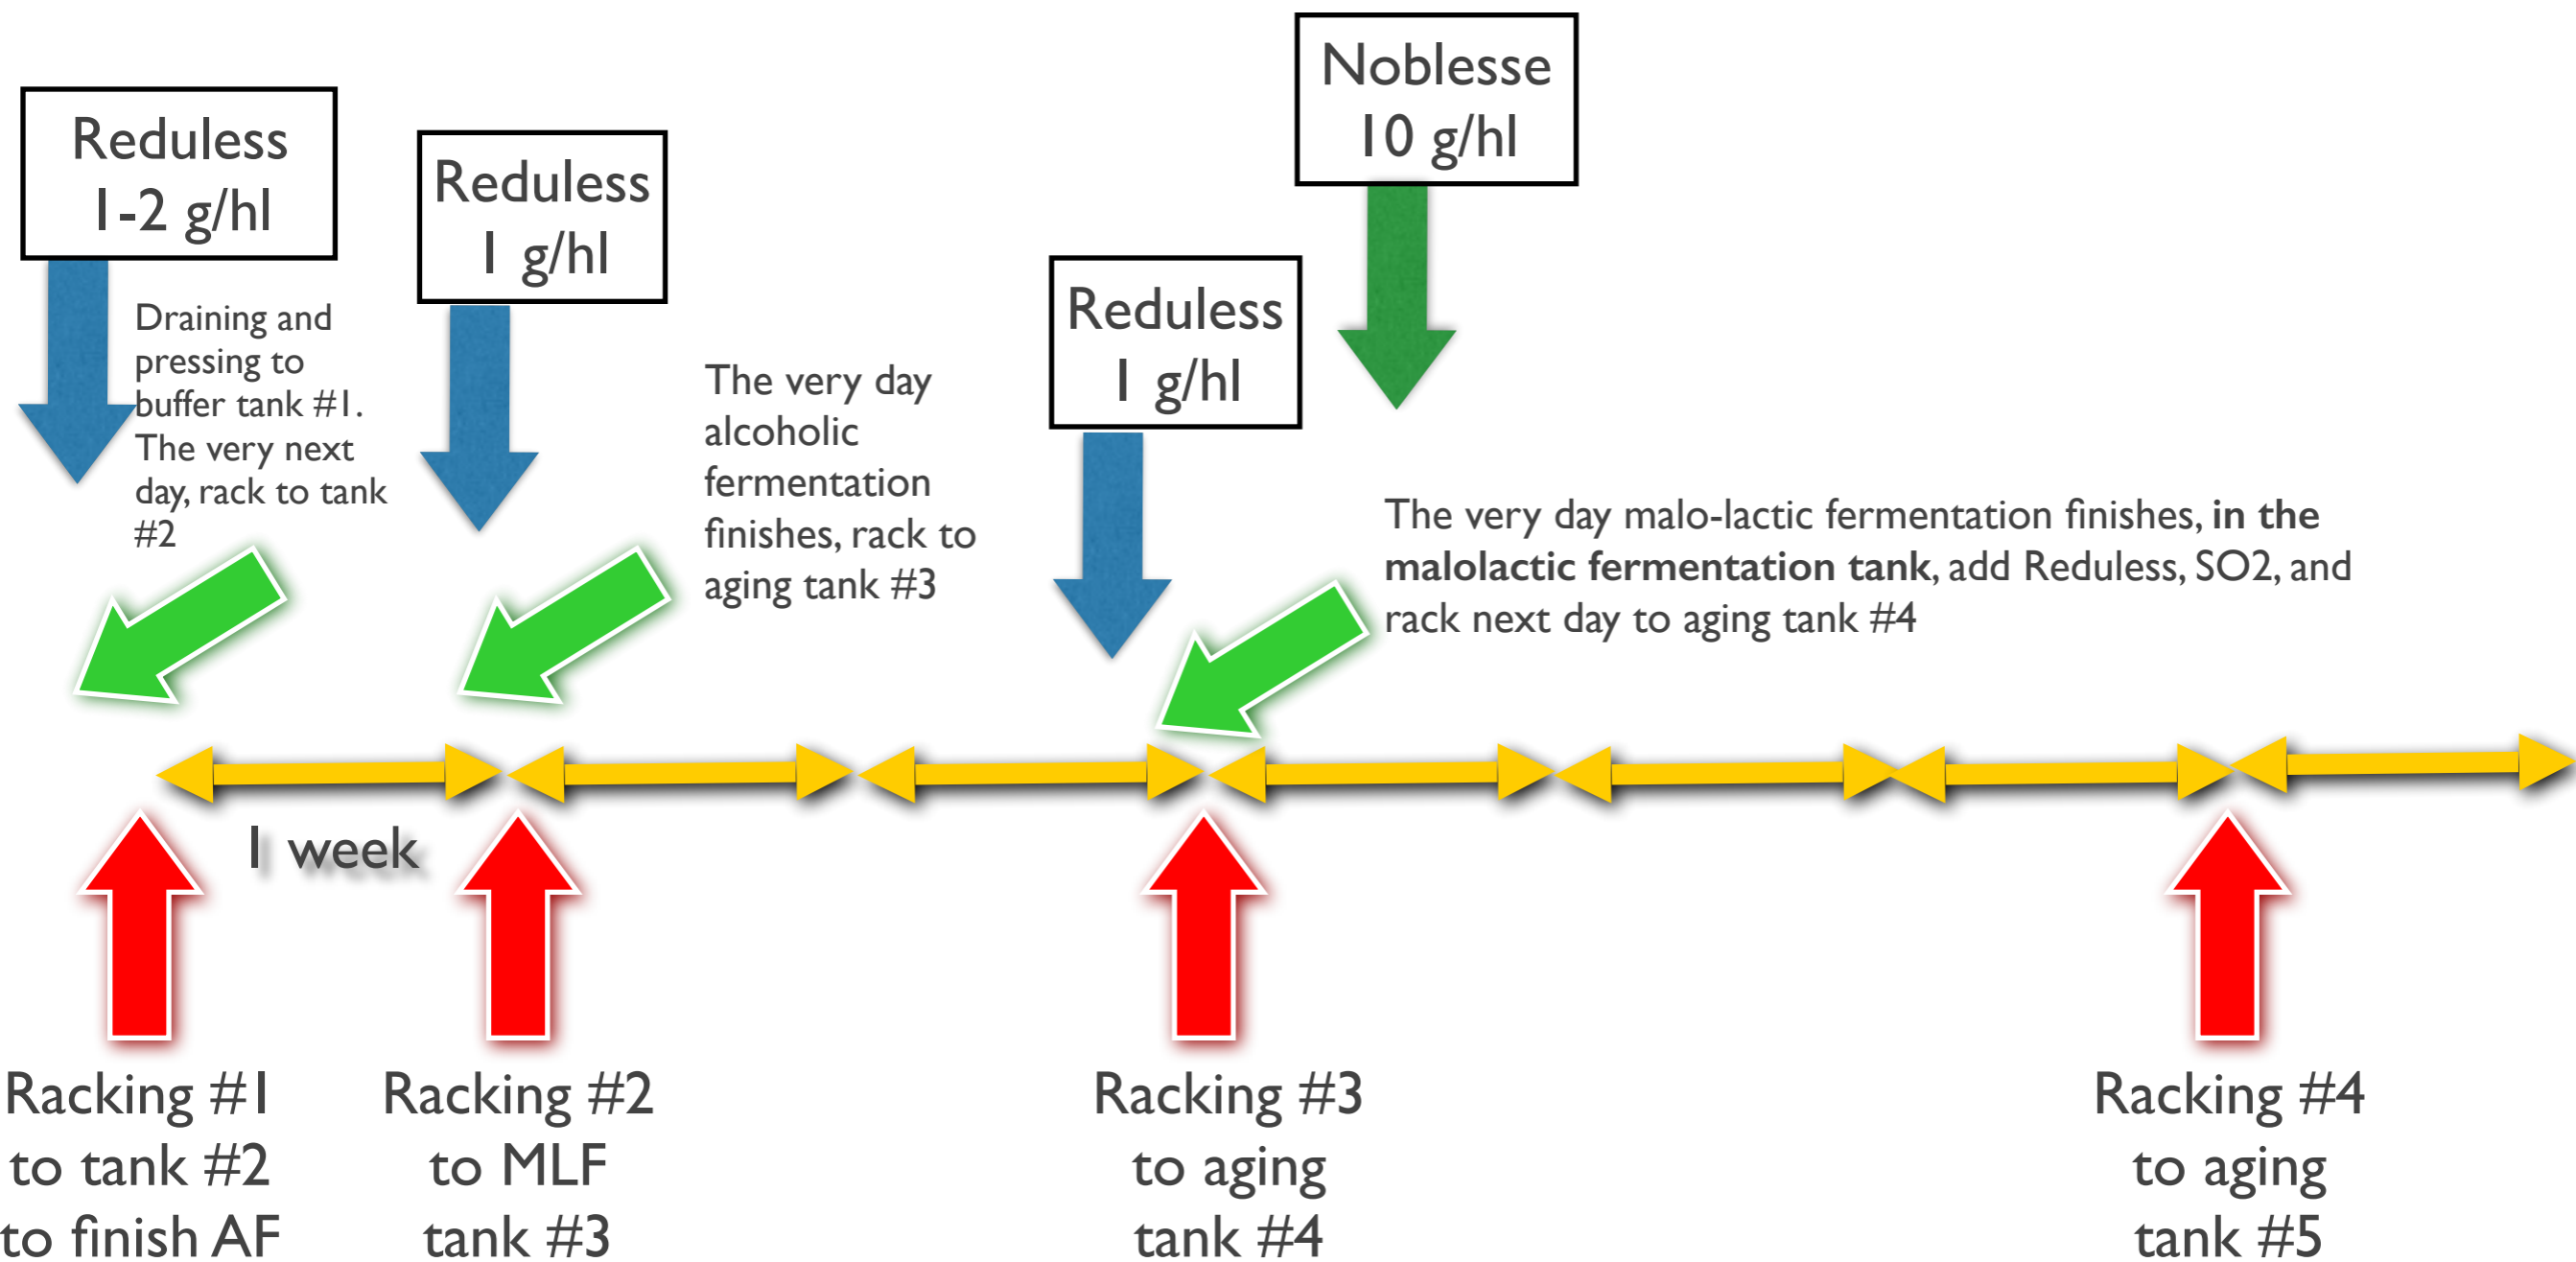 Noblesse
10 g/hl
Reduless
1-2 g/hl
Reduless
1 g/hl
Reduless
1 g/hl
Draining and
pressing to
buffer tank #1.
The very next
day, rack to tank
#2
The very day
alcoholic
fermentation
finishes, rack to
aging tank #3
The very day malo-lactic fermentation finishes, in the
malolactic fermentation tank, add Reduless, SO2, and
rack next day to aging tank #4
1 week
Racking #1
to tank #2
to finish AF
Racking #2
to MLF
tank #3
Racking #3
to aging
tank #4
Racking #4
to aging
tank #5